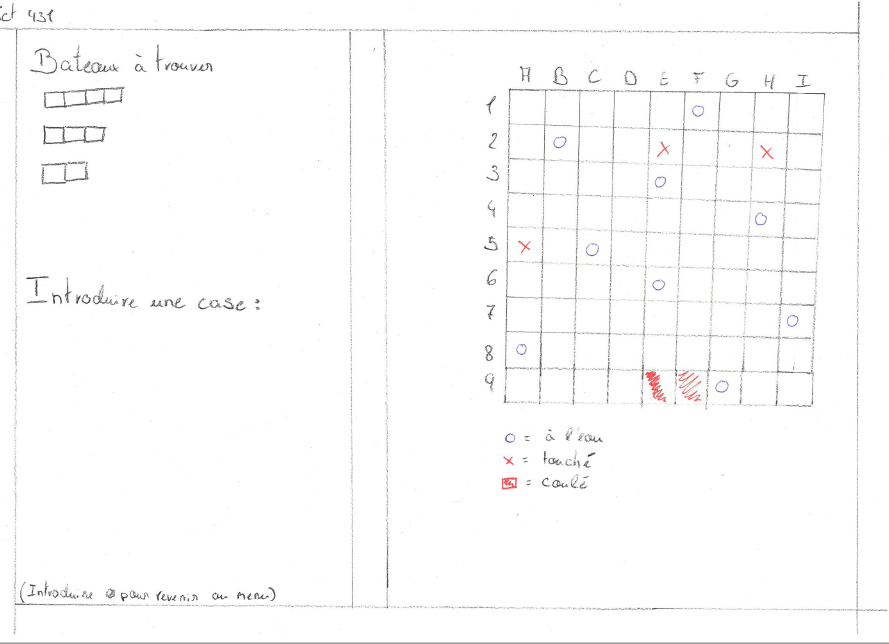 ict 431
Bateaux à trouver
Introduire une case :
(Introduire 0 pour revenir au menu)
A B C D E F G H I
1
2
3
4
5
6
7
8
9
o = à l'eau
x = touché
= coulé